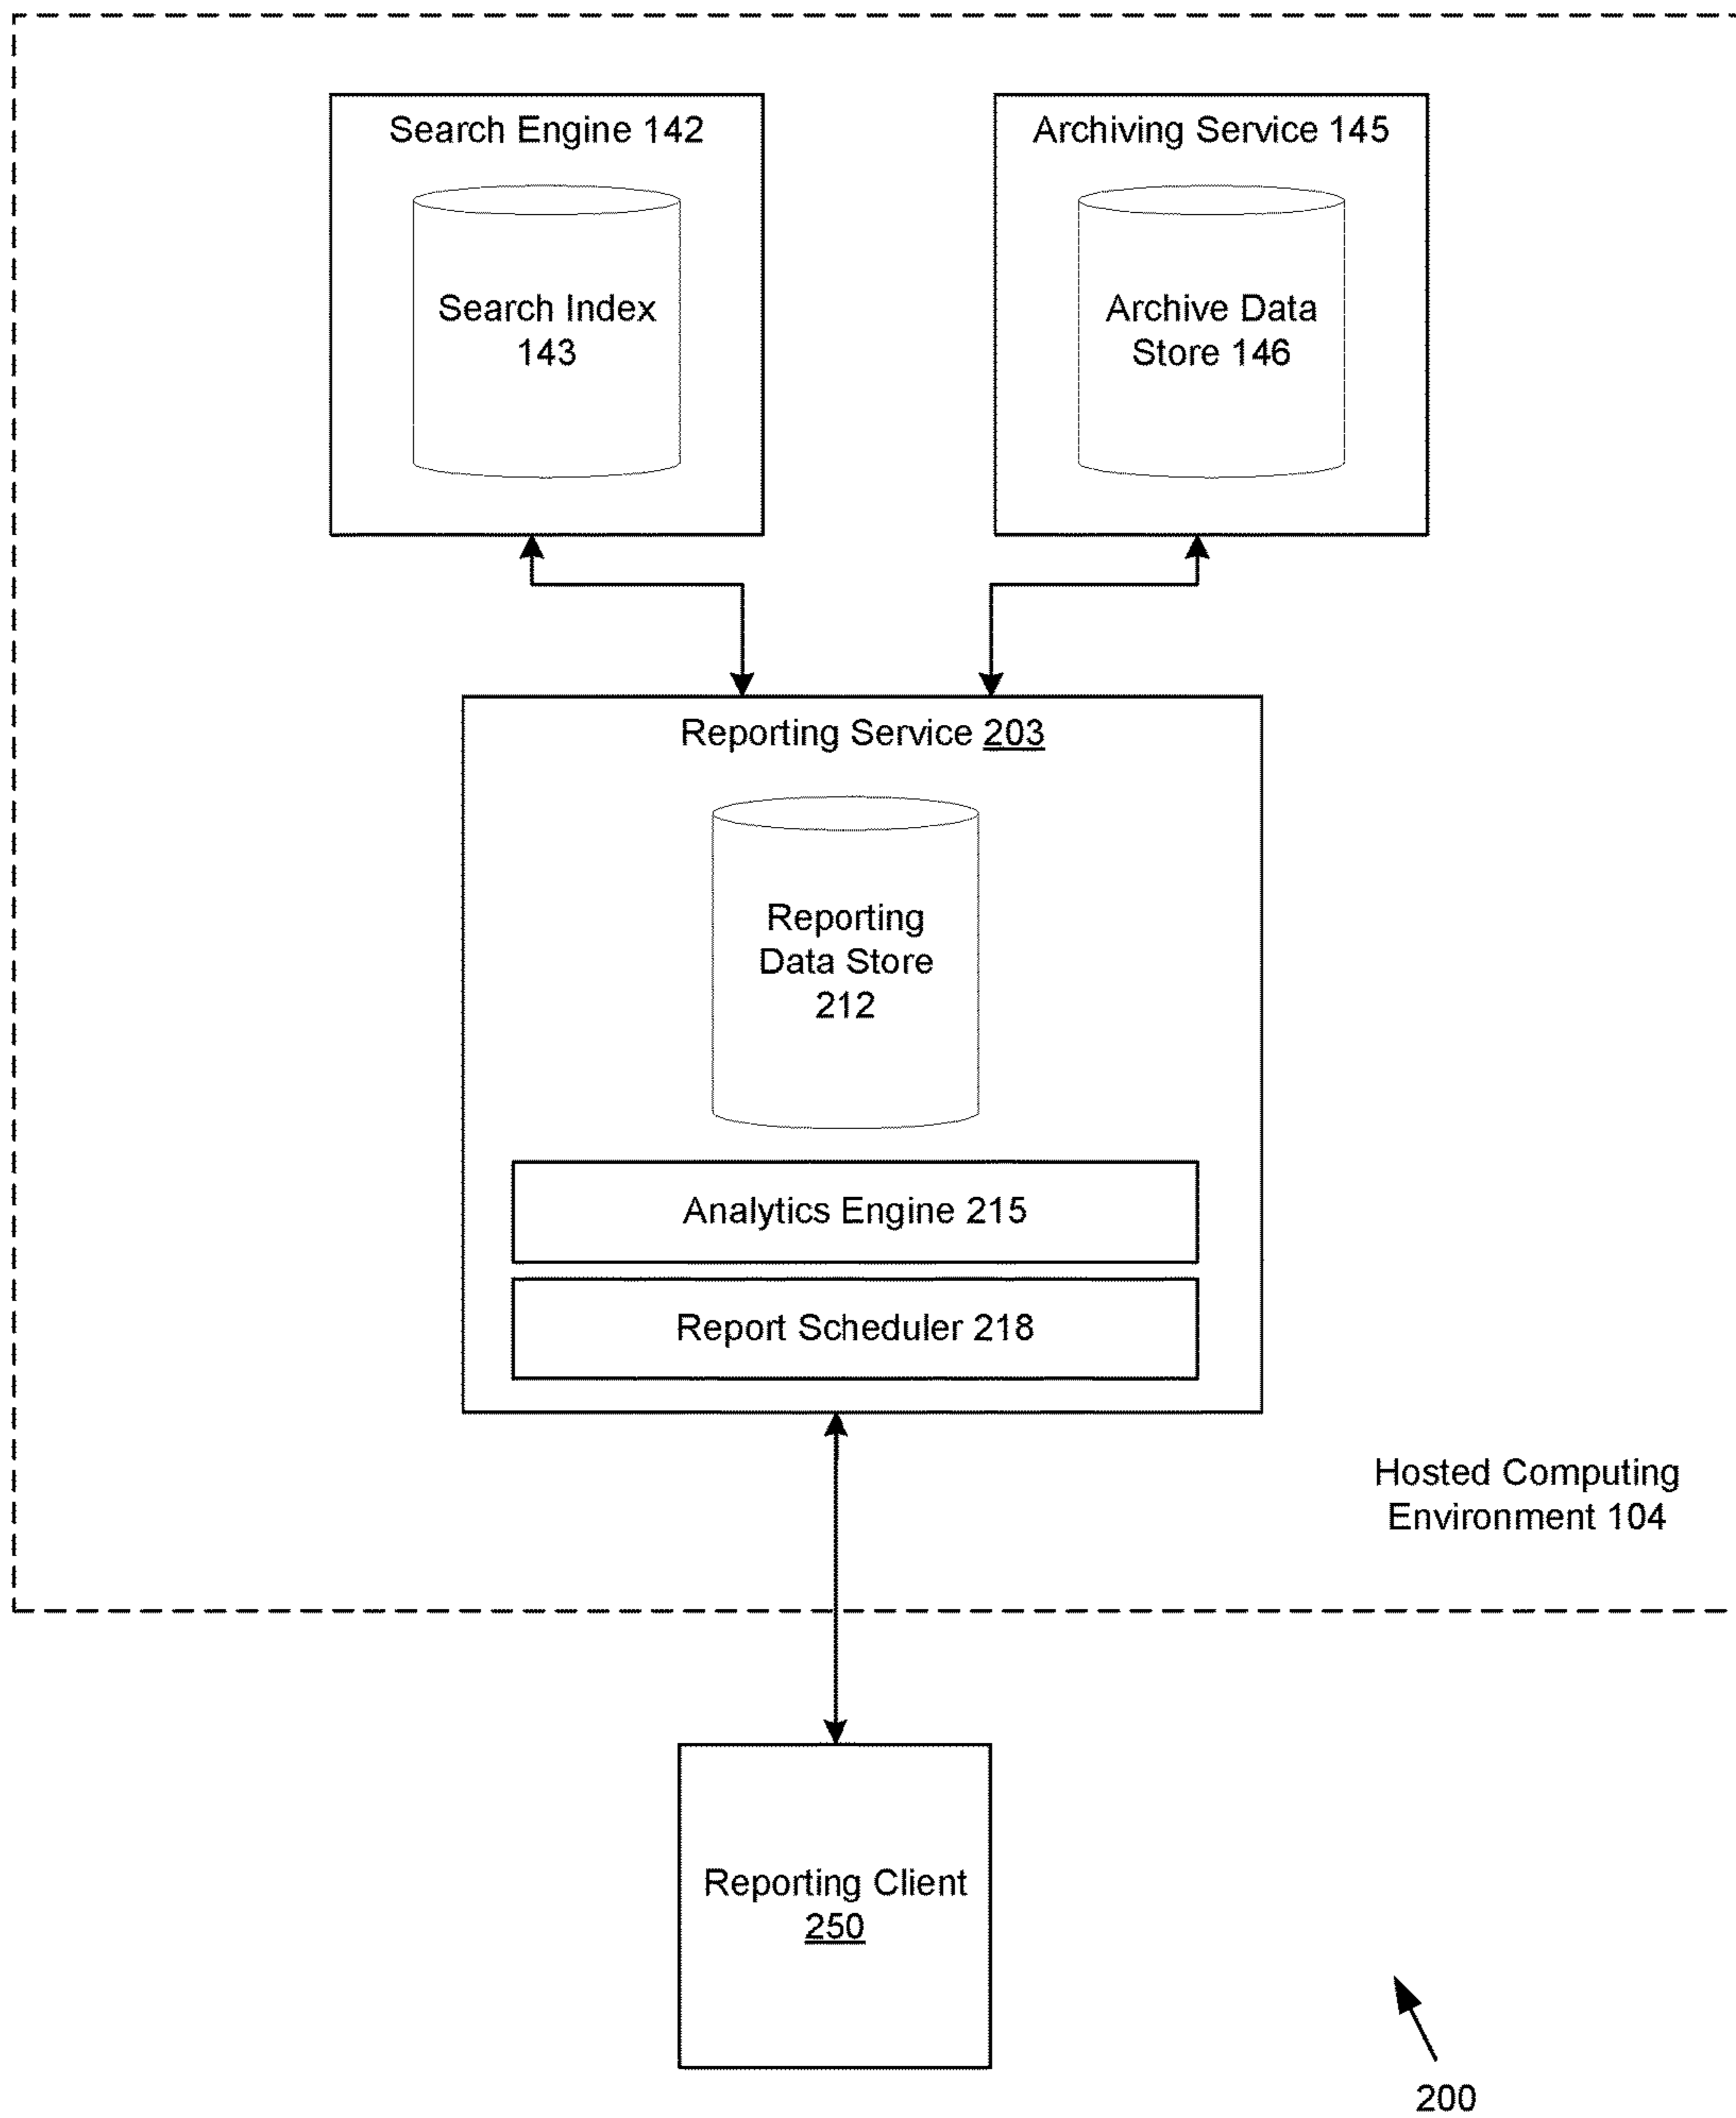 Search Engine 142
Search Index
143
Archiving Service 145
Archive Data
Store 146
Reporting Service 203
Reporting
Data Store
212
Analytics Engine 215
Report Scheduler 218
Hosted Computing
Environment 104
Reporting Client
250
200